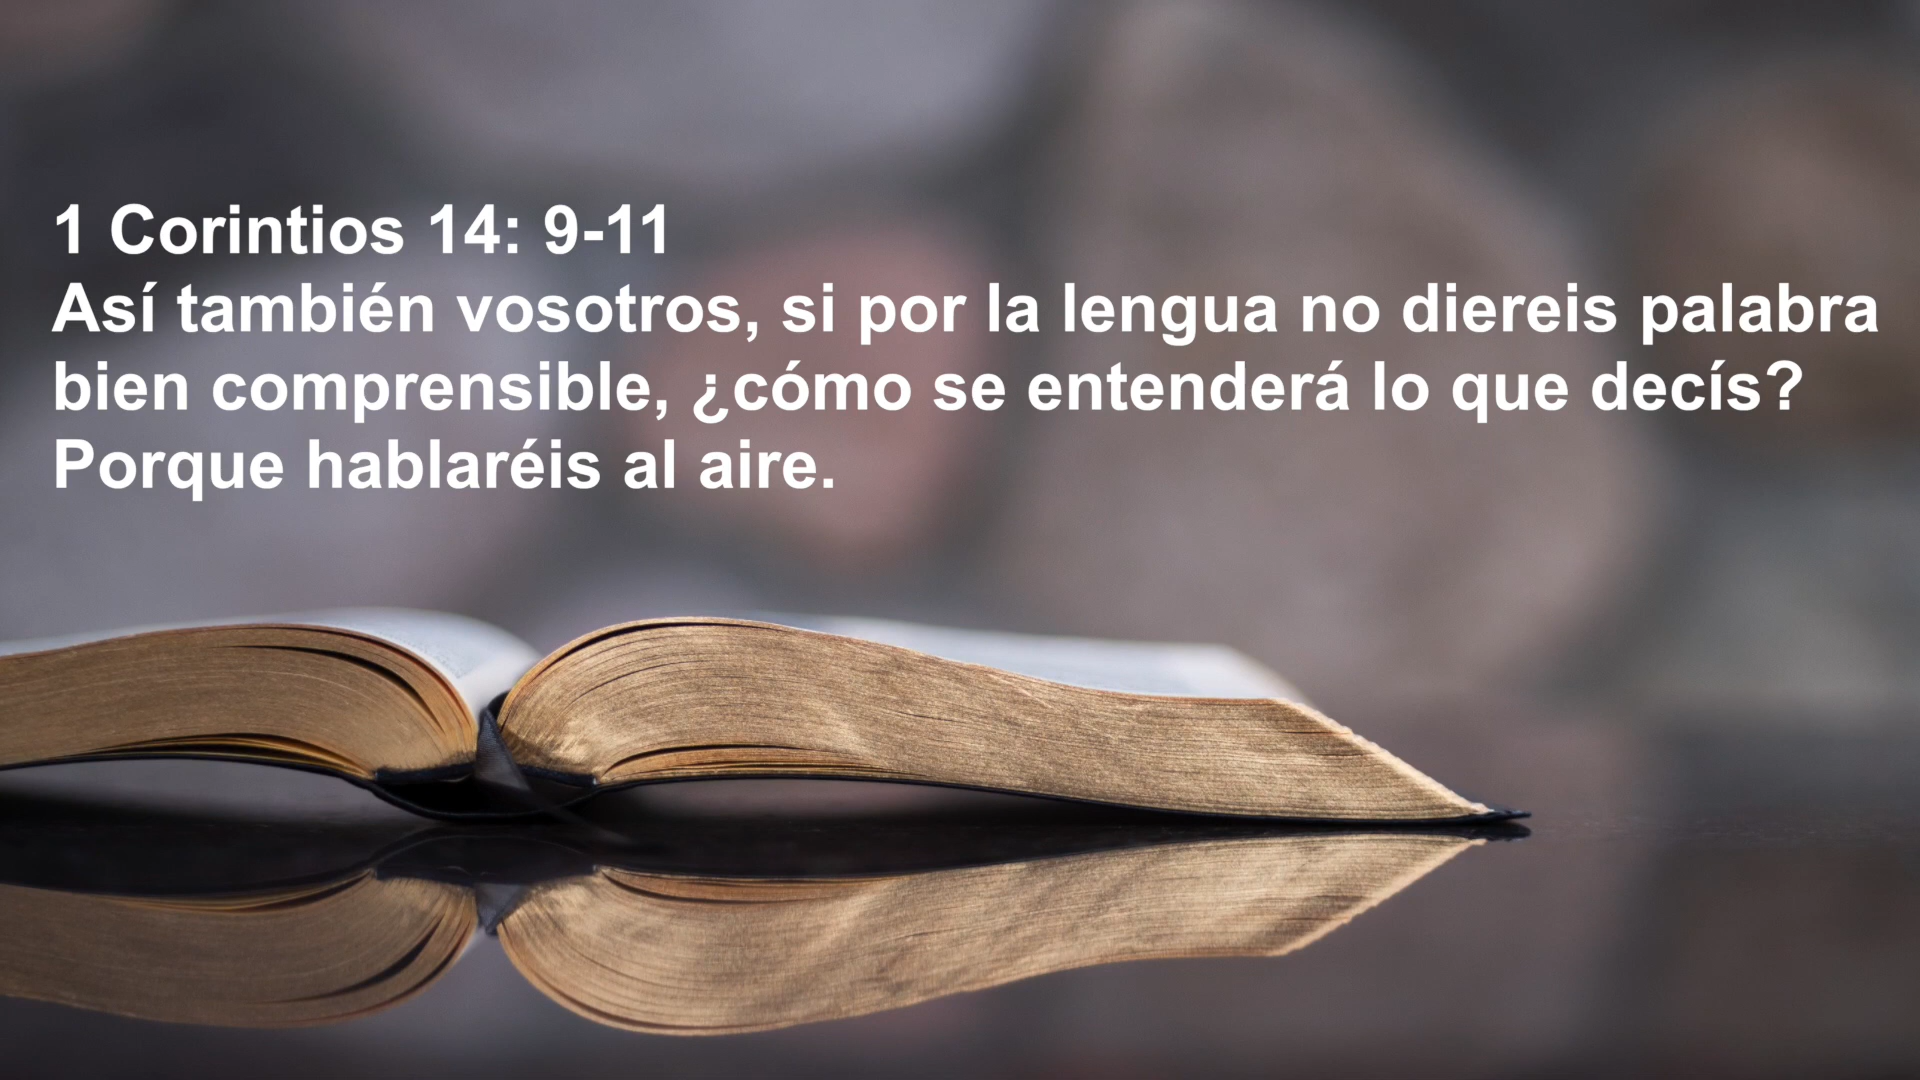 1 Corintios 14: 9-11
Así también vosotros, si por la lengua no diereis palabra
bien comprensible, ¿cómo se entenderá lo que decís?
Porque hablaréis al aire.